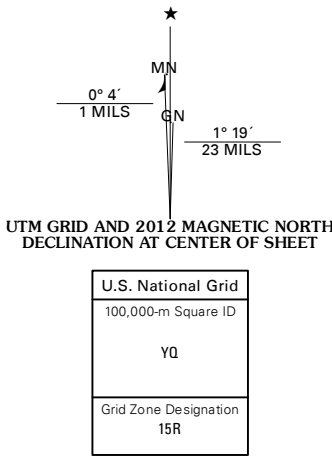 MN
0° 4´
1 MILS
GN
1° 19´
23 MILS
UTM GRID AND 2012 MAGNETIC NORTH
DECLINATION AT CENTER OF SHEET
U.S. National Grid
100,000-m Square ID
YQ
Grid Zone Designation
15R